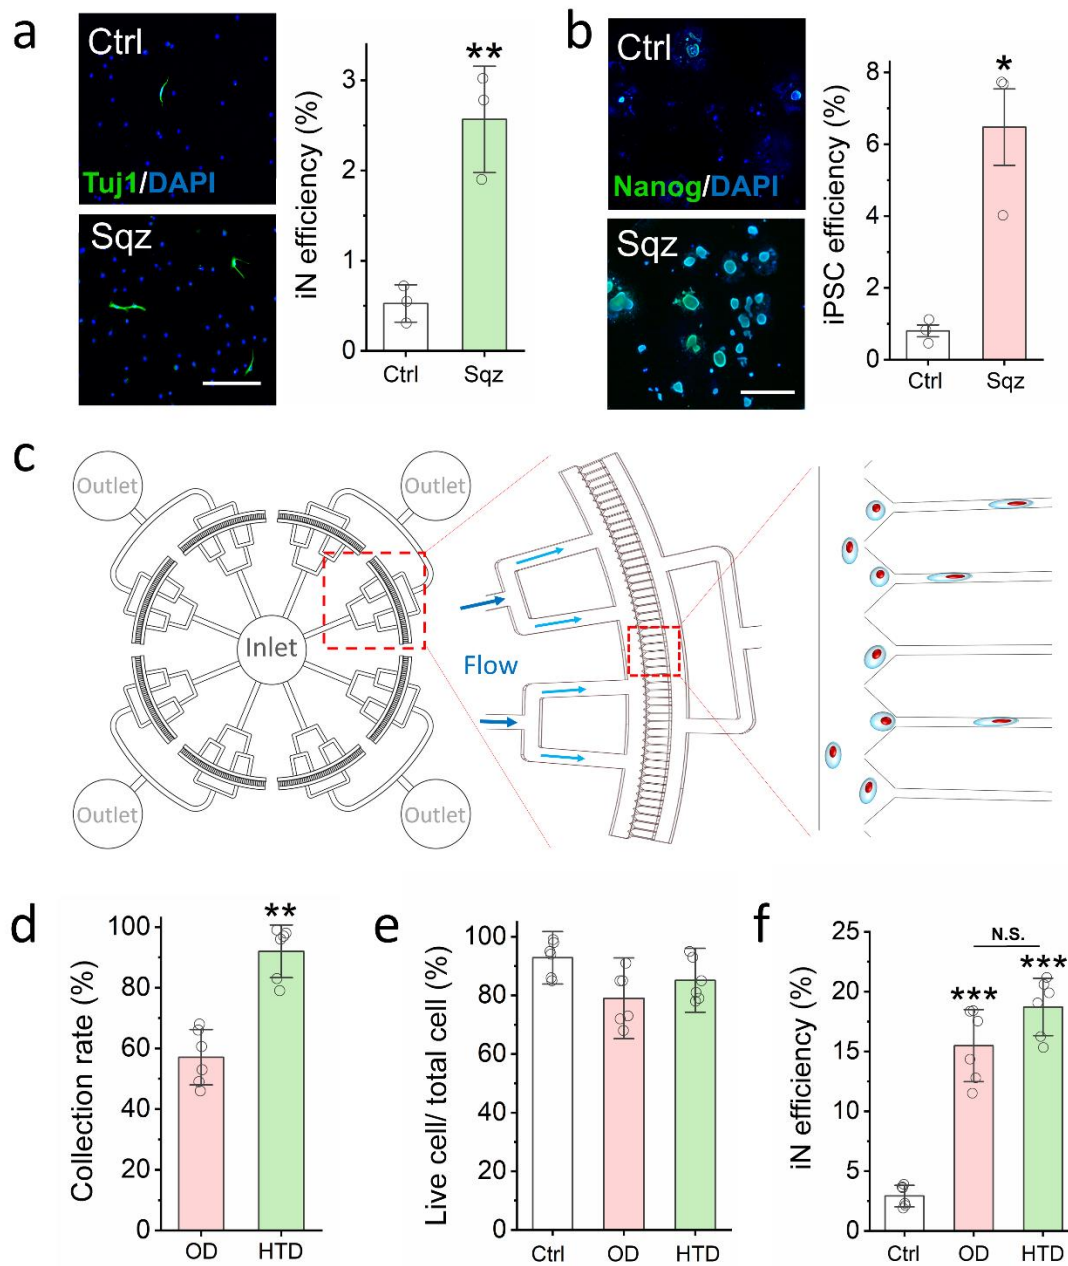 a
Ctrl
Tuj1/DAPI
Sqz
iN efficiency (%)
3
2
1
0
Ctrl
Sqz
**
b
Ctrl
Nanog/DAPI
Sqz
iPSC efficiency (%)
8
6
4
2
0
Ctrl
Sqz
*
c
Outlet
Outlet
Inlet
Outlet
Outlet
Flow
d
Collection rate (%)
100
80
60
40
20
0
OD
HTD
**
e
Live cell/ total cell (%)
100
80
60
40
20
0
Ctrl
OD
HTD
f
iN efficiency (%)
25
20
15
10
5
0
Ctrl
OD
HTD
N.S.
***
***